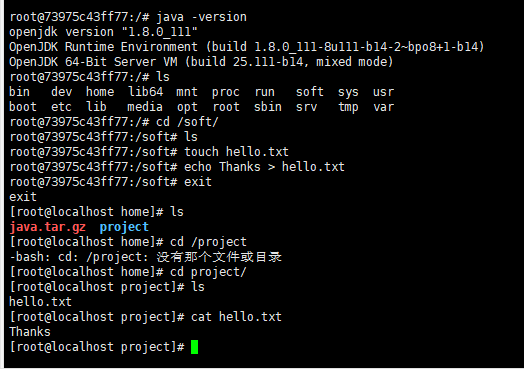 root@73975c43ff77:/# java -version
openjdk version "1.8.0_111"
OpenJDK Runtime Environment (build 1.8.0_111-8u111-b14-2~bpo8+1-b14)
OpenJDK 64-Bit Server VM (build 25.111-b14, mixed mode)
root@73975c43ff77:/# ls
bin   dev  home  lib64  mnt  proc  run   soft  sys  usr
boot  etc  lib   media  opt  root  sbin  srv   tmp  var
root@73975c43ff77:/# cd /soft/
root@73975c43ff77:/soft# ls
root@73975c43ff77:/soft# touch hello.txt
root@73975c43ff77:/soft# echo Thanks > hello.txt
root@73975c43ff77:/soft# exit
exit
[root@localhost home]# ls
java.tar.gz  project
[root@localhost home]# cd /project
-bash: cd: /project: 没有那个文件或目录
[root@localhost home]# cd project/
[root@localhost project]# ls
hello.txt
[root@localhost project]# cat hello.txt
Thanks
[root@localhost project]#